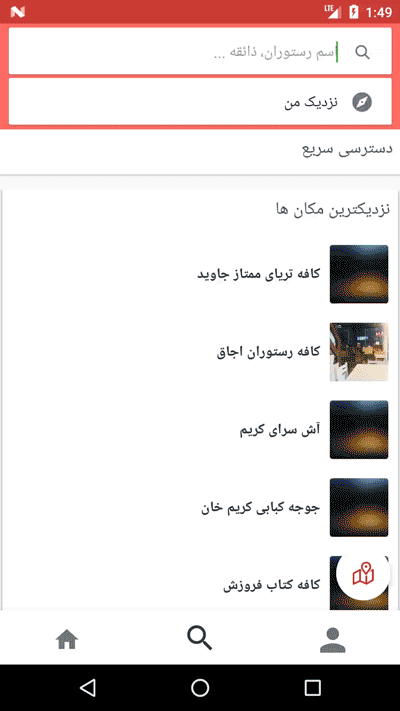 LTE 1:49
اسم رستوران، ذائقه ...
نزدیک من
دسترسی سریع
نزدیکترین مکان ها
کافه تریای ممتاز جاوید
کافه رستوران اجاق
آش سرای کریم
جوجه کبابی کریم خان
کافه کتاب فروزش